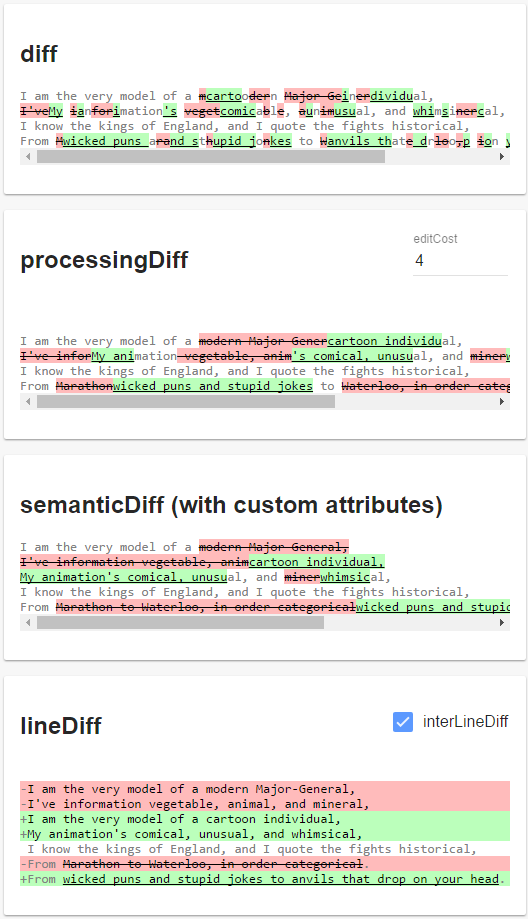 diff
I am the very model of a mcartoodern Major Geinerdividual,
I'veMy ianforimation's vegetcomicable, aunimusual, and whimsinercal,
I know the kings of England, and I quote the fights historical,
From Mwicked puns arand sthupid jonkes to Wanvils thate drloo,p ion y
processingDiff
editCost
4
I am the very model of a modern Major Genercartoon individual,
I've inforMy animation vegetable, anim's comical, unusual, and minerw
I know the kings of England, and I quote the fights historical,
From Marathonwicked puns and stupid jokes to Waterloo, in order categ
semanticDiff (with custom attributes)
I am the very model of a modern Major General,
I've information vegetable, animcartoon individual,
My animation's comical, unusual, and minerwhimsical,
I know the kings of England, and I quote the fights historical,
From Marathon to Waterloo, in order categoricalwicked puns and stupid
lineDiff
interLineDiff
-I am the very model of a modern Major-General,
-I've information vegetable, animal, and mineral,
+I am the very model of a cartoon individual,
+My animation's comical, unusual, and whimsical,
I know the kings of England, and I quote the fights historical,
-From Marathon to Waterloo, in order categorical.
+From wicked puns and stupid jokes to anvils that drop on your head.